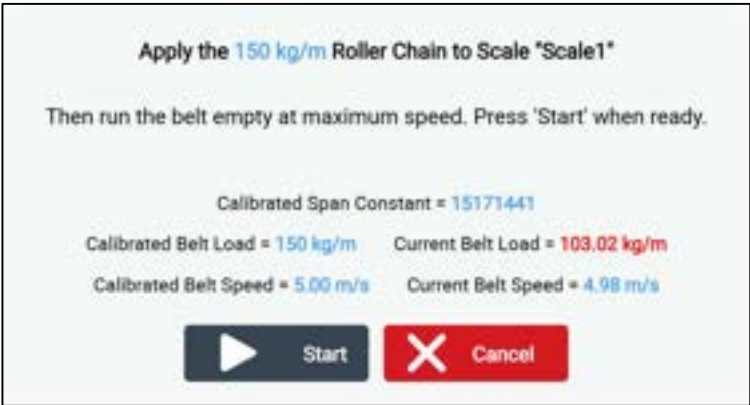 Apply the 150 kg/m Roller Chain to Scale "Scale1"
Then run the belt empty at maximum speed. Press 'Start' when ready.
Calibrated Span Constant = 15171441
Calibrated Belt Load = 150 kg/m Current Belt Load = 103.02 kg/m
Calibrated Belt Speed = 5.00 m/s Current Belt Speed = 4.98 m/s
Start Cancel